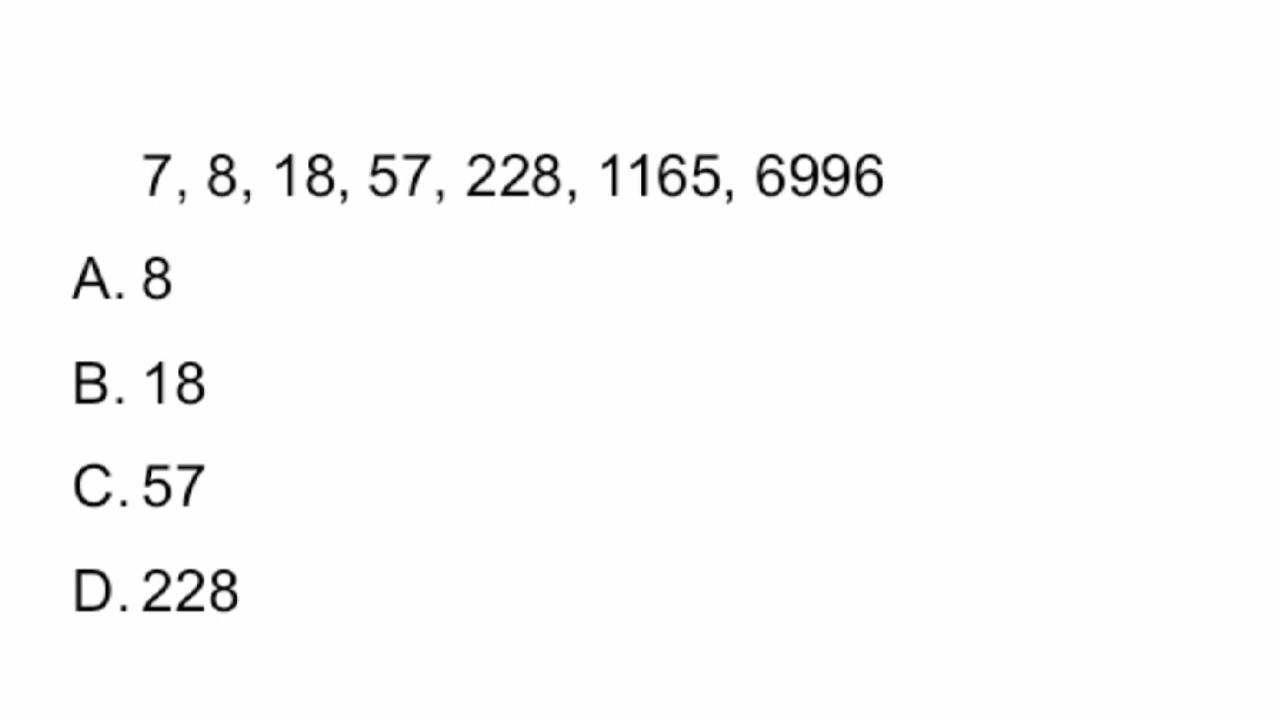 7, 8, 18, 57, 228, 1165, 6996
A. 8
B. 18
C. 57
D. 228